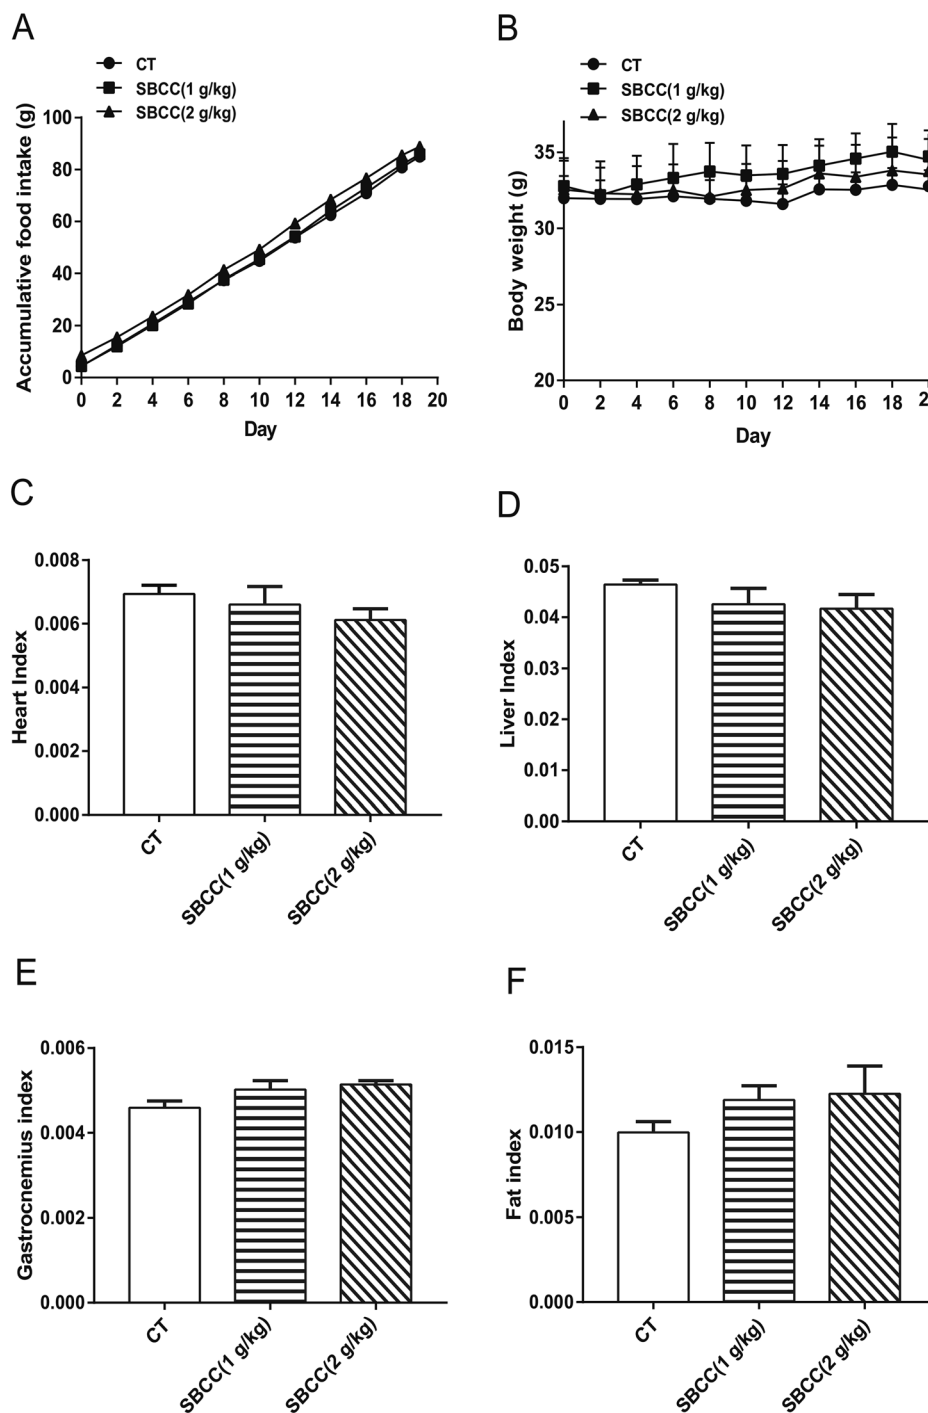 A
CT
SBCC(1 g/kg)
SBCC(2 g/kg)
Accumulative food intake (g)
100
80
60
40
20
0
0 2 4 6 8 10 12 14 16 18 20
Day
B
CT
SBCC(1 g/kg)
SBCC(2 g/kg)
Body weight (g)
35
30
25
20
0 2 4 6 8 10 12 14 16 18 2
Day
C
Heart Index
0.008
0.006
0.004
0.002
0.000
CT
SBCC(1 g/kg)
SBCC(2 g/kg)
D
Liver Index
0.05
0.04
0.03
0.02
0.01
0.00
CT
SBCC(1 g/kg)
SBCC(2 g/kg)
E
Gastrocnemius index
0.006
0.004
0.002
0.000
CT
SBCC(1 g/kg)
SBCC(2 g/kg)
F
Fat index
0.015
0.010
0.005
0.000
CT
SBCC(1 g/kg)
SBCC(2 g/kg)